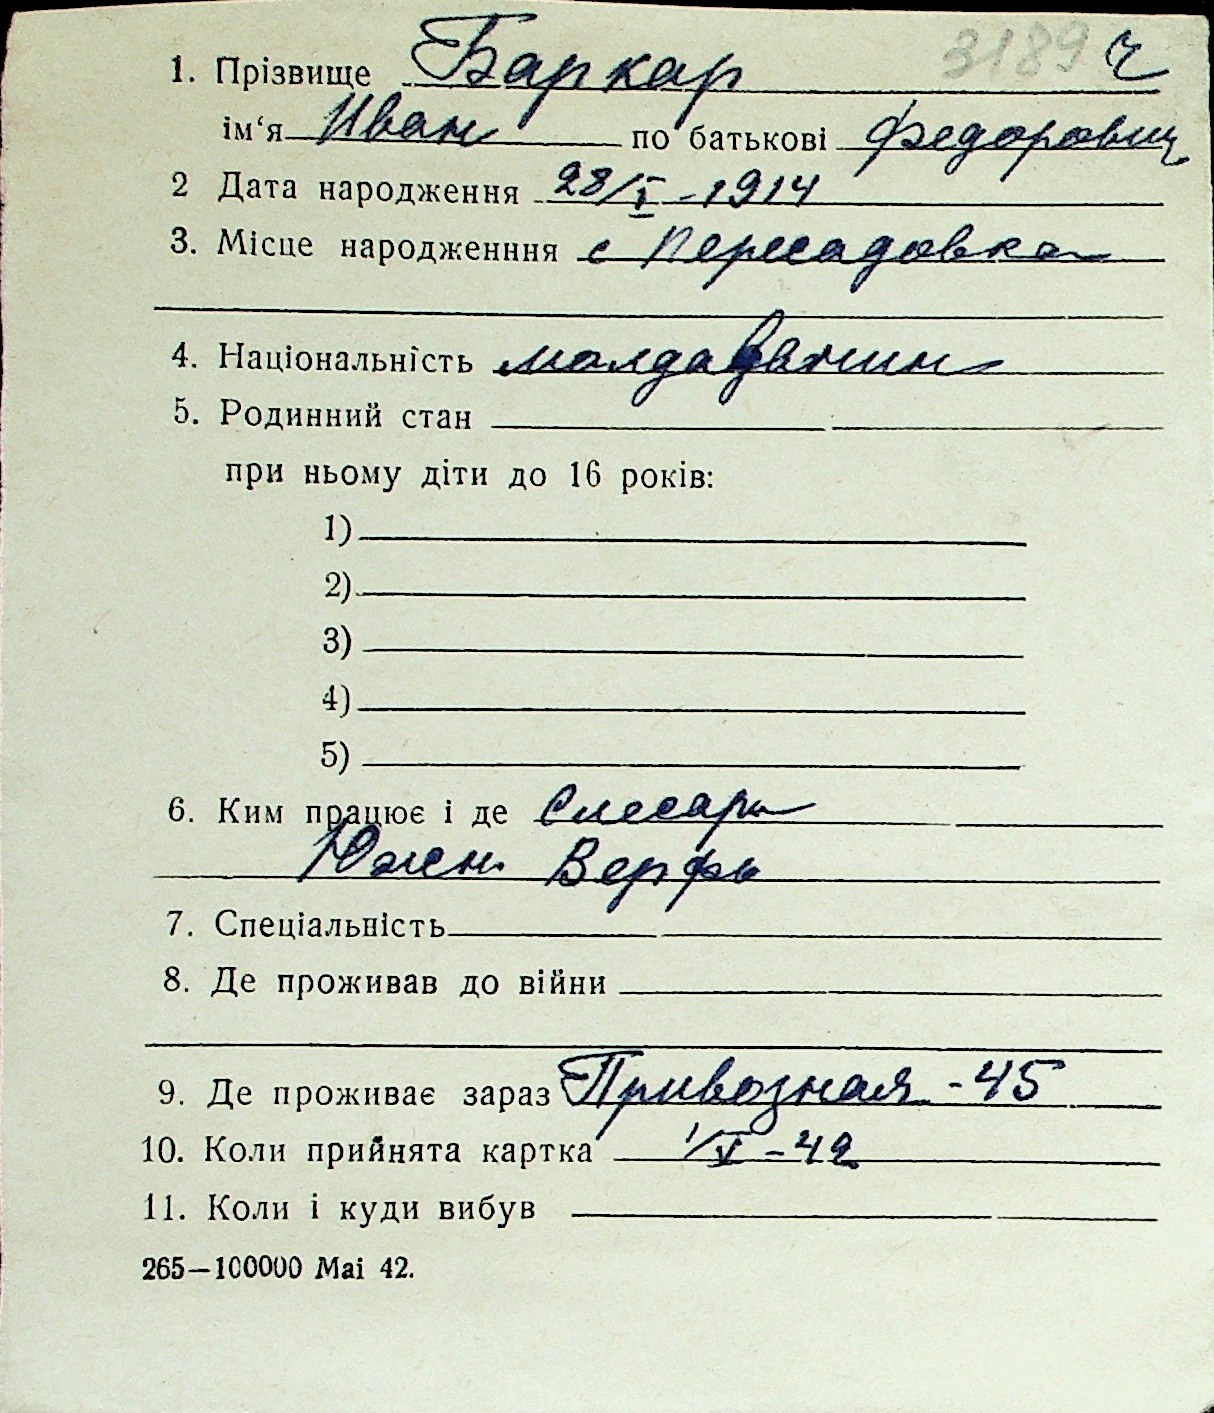 3189 ч
1. Прізвище Баркар
ім‘я Иван по батькові Федорович
2 Дата народження 28/I - 1914
3. Місце народженння с Пересадовка
4. Національність молдаванин
5. Родинний стан
при ньому діти до 16 років:
1)
2)
3)
4)
5)
6. Ким працює і де Слесарь
Южн. Верфь
7. Спеціальність
8. Де проживав до війни
9. Де проживає зараз Привозная - 45
10. Коли прийнята картка 1/V - 42
11. Коли і куди вибув
265—100000 Mai 42.